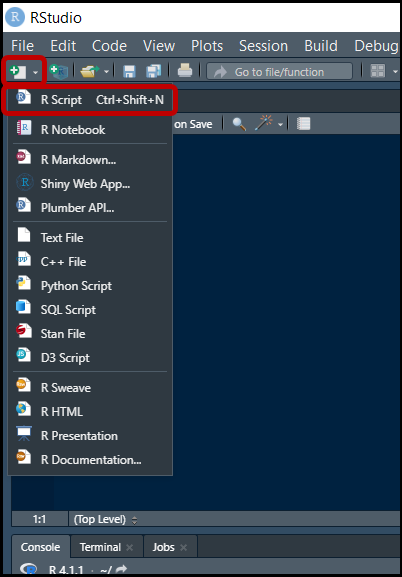 RStudio
File Edit Code View Plots Session Build Debug
Go to file/function
R Script Ctrl+Shift+N
on Save
R Notebook
R Markdown...
Shiny Web App...
Plumber API...
Text File
C++ File
Python Script
SQL Script
Stan File
D3 Script
R Sweave
R HTML
R Presentation
R Documentation...
1:1 (Top Level)
Console Terminal Jobs
R 4.1.1 · ~/